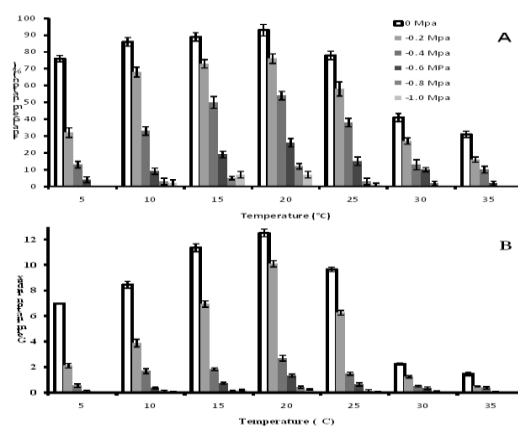 100
90
80
70
60
50
40
30
20
10
0
A
0 Mpa
-0.2 Mpa
-0.4 Mpa
-0.6 MPa
-0.8 Mpa
-1.0 Mpa
5 10 15 20 25 30 35
Temperature (°C)
B
12
10
8
6
4
2
0
5 10 15 20 25 30 35
Temperature ( C)